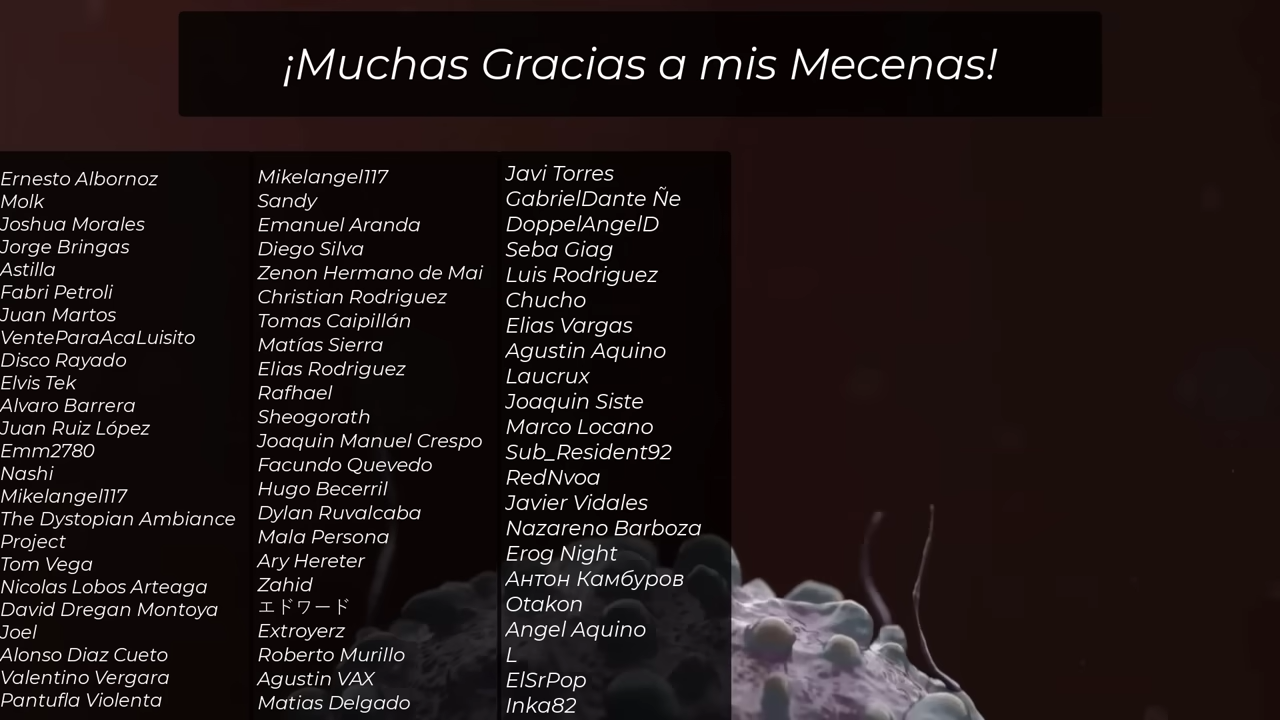 ¡Muchas Gracias a mis Mecenas!
Ernesto Albornoz
Molk
Joshua Morales
Jorge Bringas
Astilla
Fabri Petroli
Juan Martos
VenteParaAcaLuisito
Disco Rayado
Elvis Tek
Alvaro Barrera
Juan Ruiz López
Emm2780
Nashi
Mikelangel117
The Dystopian Ambiance
Project
Tom Vega
Nicolas Lobos Arteaga
David Dregan Montoya
Joel
Alonso Diaz Cueto
Valentino Vergara
Pantufla Violenta
Mikelangel117
Sandy
Emanuel Aranda
Diego Silva
Zenon Hermano de Mai
Christian Rodriguez
Tomas Caipillán
Matías Sierra
Elias Rodriguez
Rafhael
Sheogorath
Joaquin Manuel Crespo
Facundo Quevedo
Hugo Becerril
Dylan Ruvalcaba
Mala Persona
Ary Hereter
Zahid
エドワード
Extroyerz
Roberto Murillo
Agustin VAX
Matias Delgado
Javi Torres
GabrielDante Ñe
DoppelAngelD
Seba Giag
Luis Rodriguez
Chucho
Elias Vargas
Agustin Aquino
Laucrux
Joaquin Siste
Marco Locano
Sub_Resident92
RedNvoa
Javier Vidales
Nazareno Barboza
Erog Night
Антон Камбуров
Otakon
Angel Aquino
L
ElSrPop
Inka82